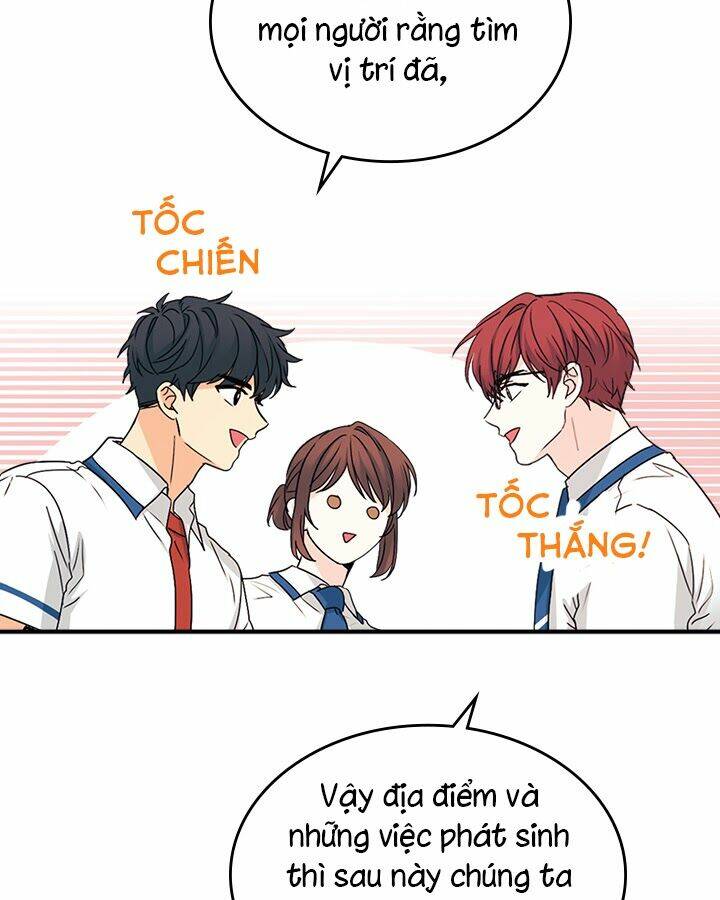 mọi người rằng tìm
vị trí đã,
TỐC
CHIẾN
TỐC
THẮNG!
Vậy địa điểm và
những việc phát sinh
thì sau này chúng ta